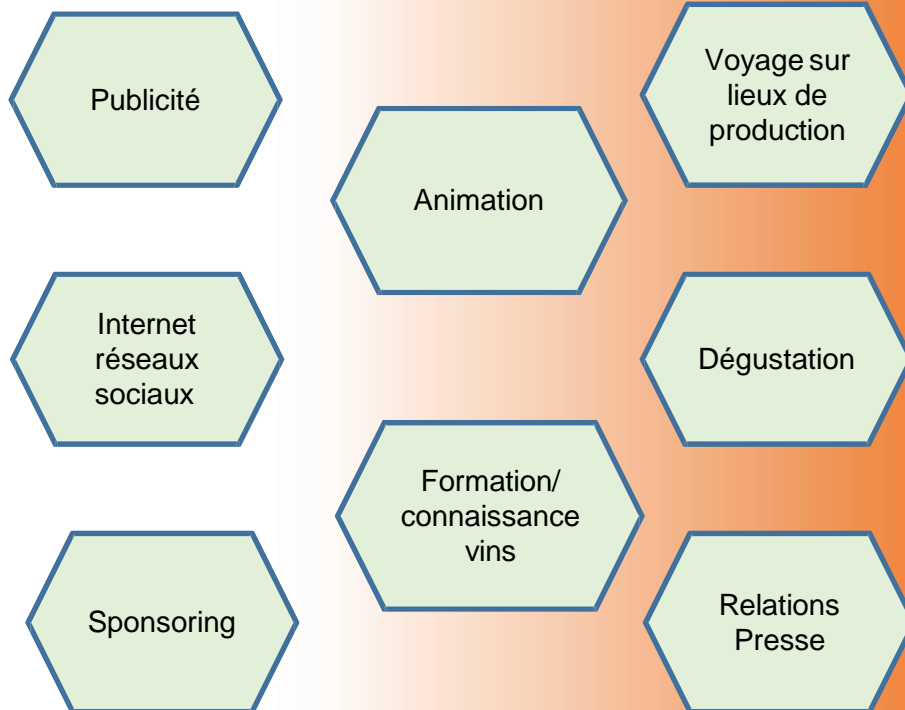 Publicité
Internet
réseaux
sociaux
Sponsoring
Animation
Formation/
connaissance
vins
Voyage sur
lieux de
production
Dégustation
Relations
Presse